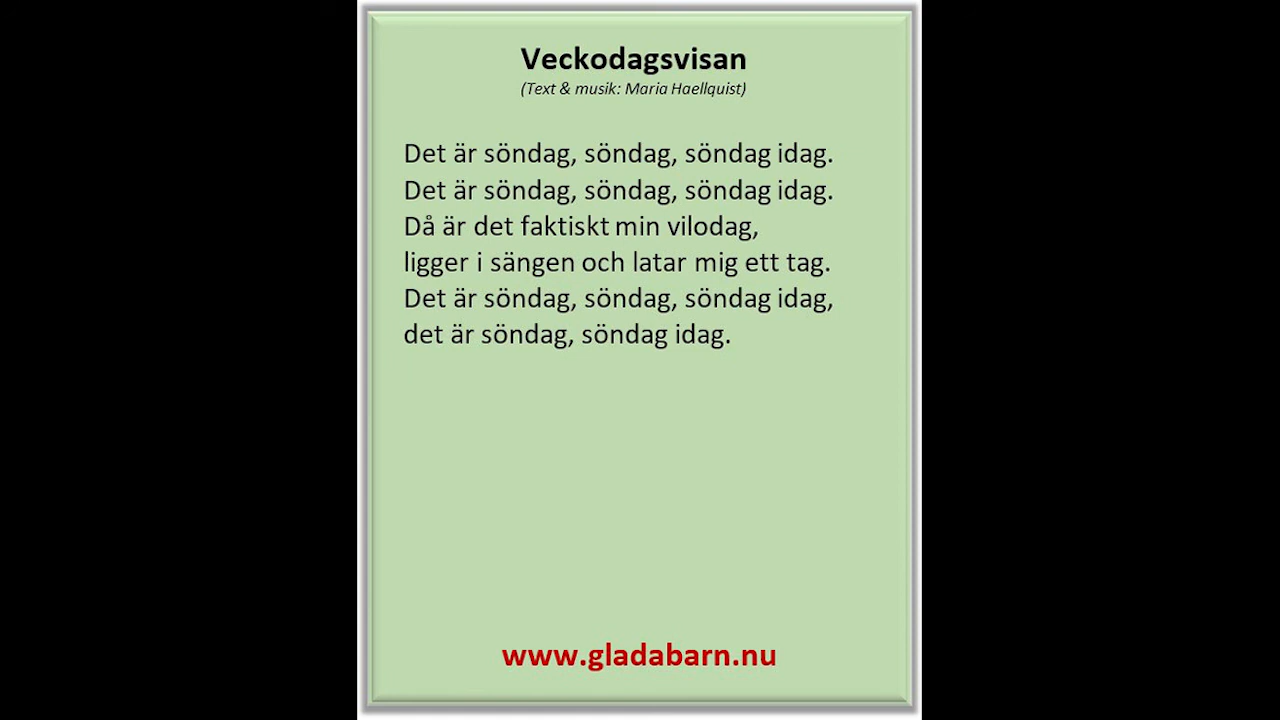 Veckodagsvisan
(Text & musik: Maria Haellquist)
Det är söndag, söndag, söndag idag.
Det är söndag, söndag, söndag idag.
Då är det faktiskt min vilodag,
ligger i sängen och latar mig ett tag.
Det är söndag, söndag, söndag idag,
det är söndag, söndag idag.
www.gladabarn.nu